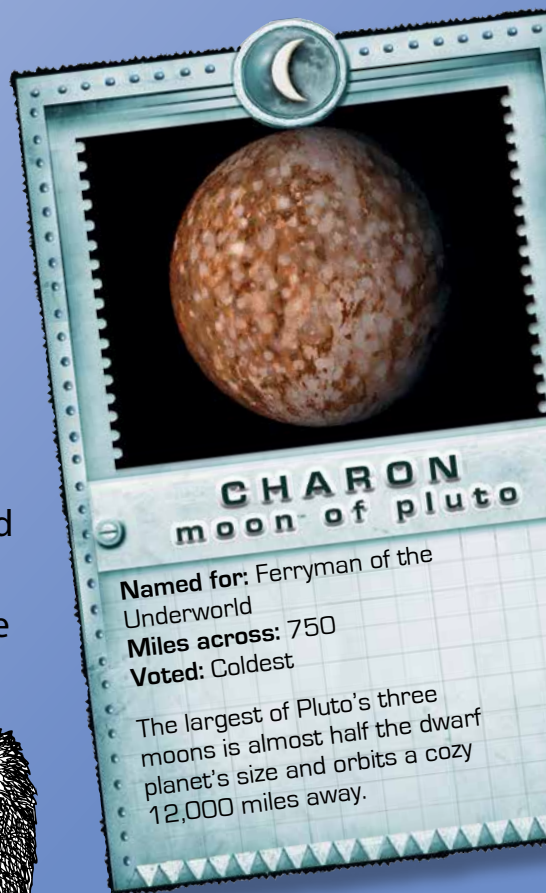 d
e
CHARON
moon of pluto
Named for: Ferryman of the
Underworld
Miles across: 750
Voted: Coldest
The largest of Pluto's three
moons is almost half the dwarf
planet's size and orbits a cozy
12,000 miles away.